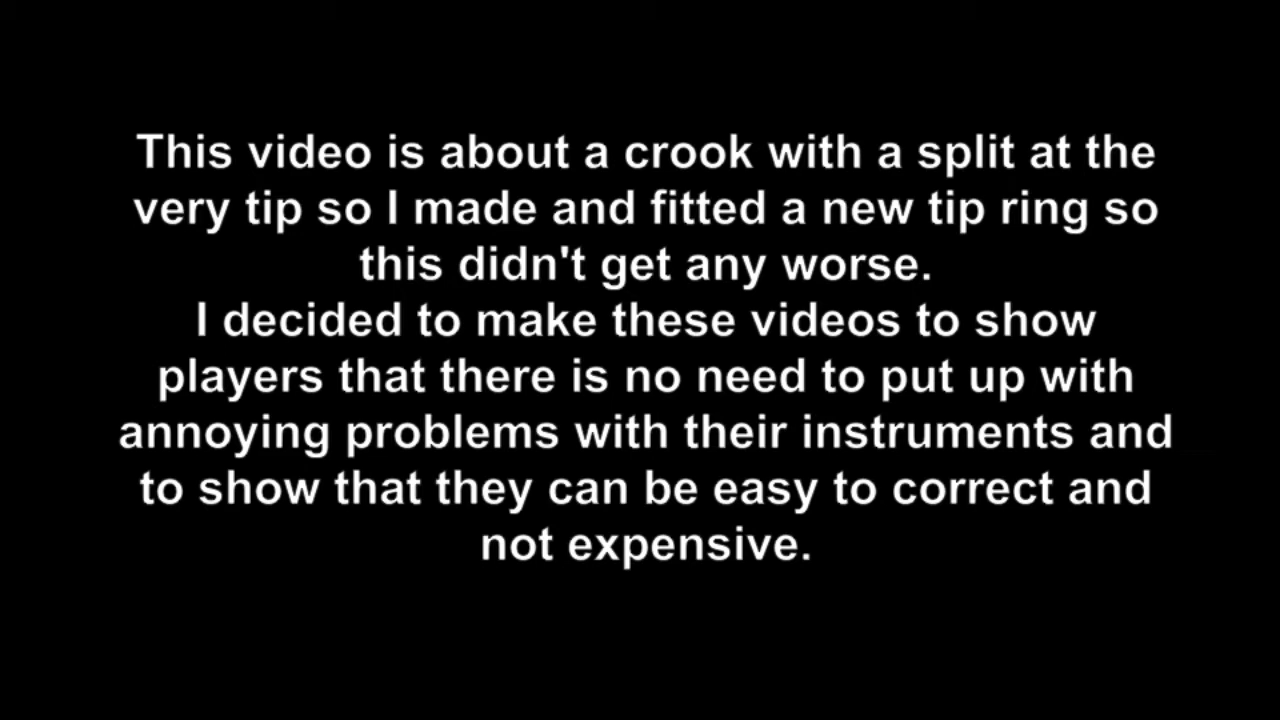 This video is about a crook with a split at the
very tip so I made and fitted a new tip ring so
this didn't get any worse.
I decided to make these videos to show
players that there is no need to put up with
annoying problems with their instruments and
to show that they can be easy to correct and
not expensive.